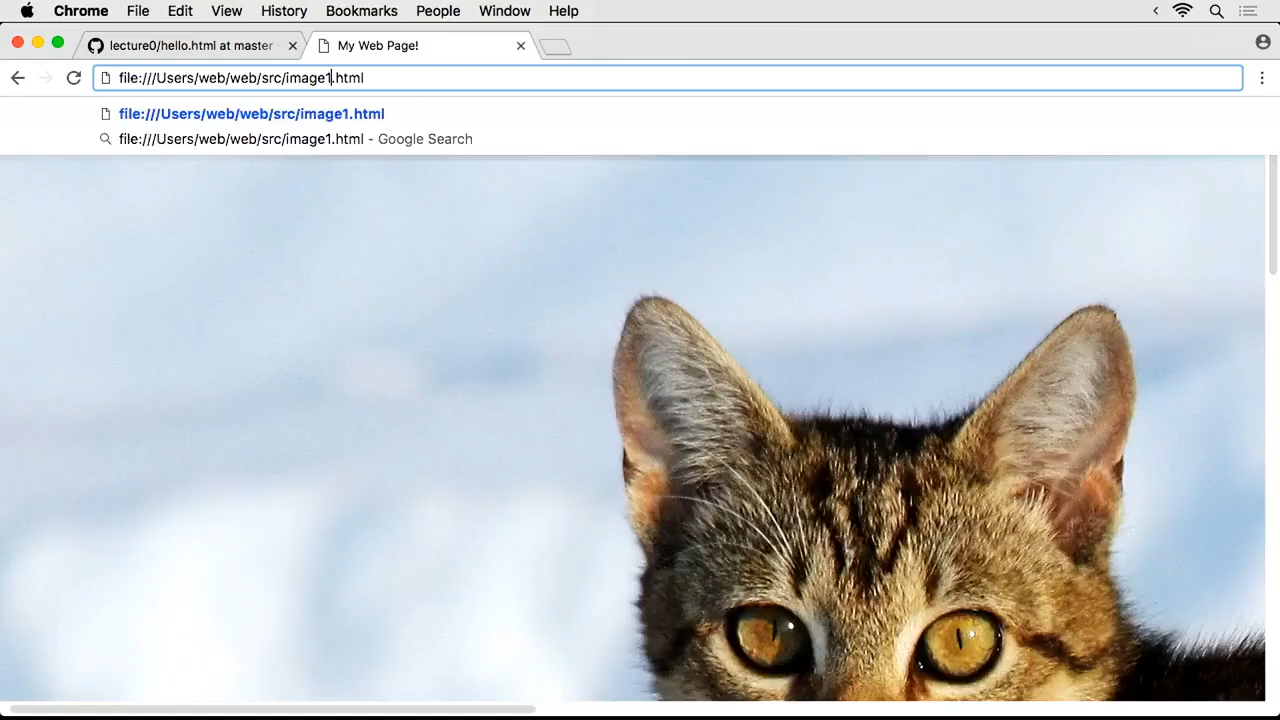 Chrome File Edit View History Bookmarks People Window Help
lecture0/hello.html at master My Web Page!
file:///Users/web/web/src/image1.html
file:///Users/web/web/src/image1.html
file:///Users/web/web/src/image1.html - Google Search